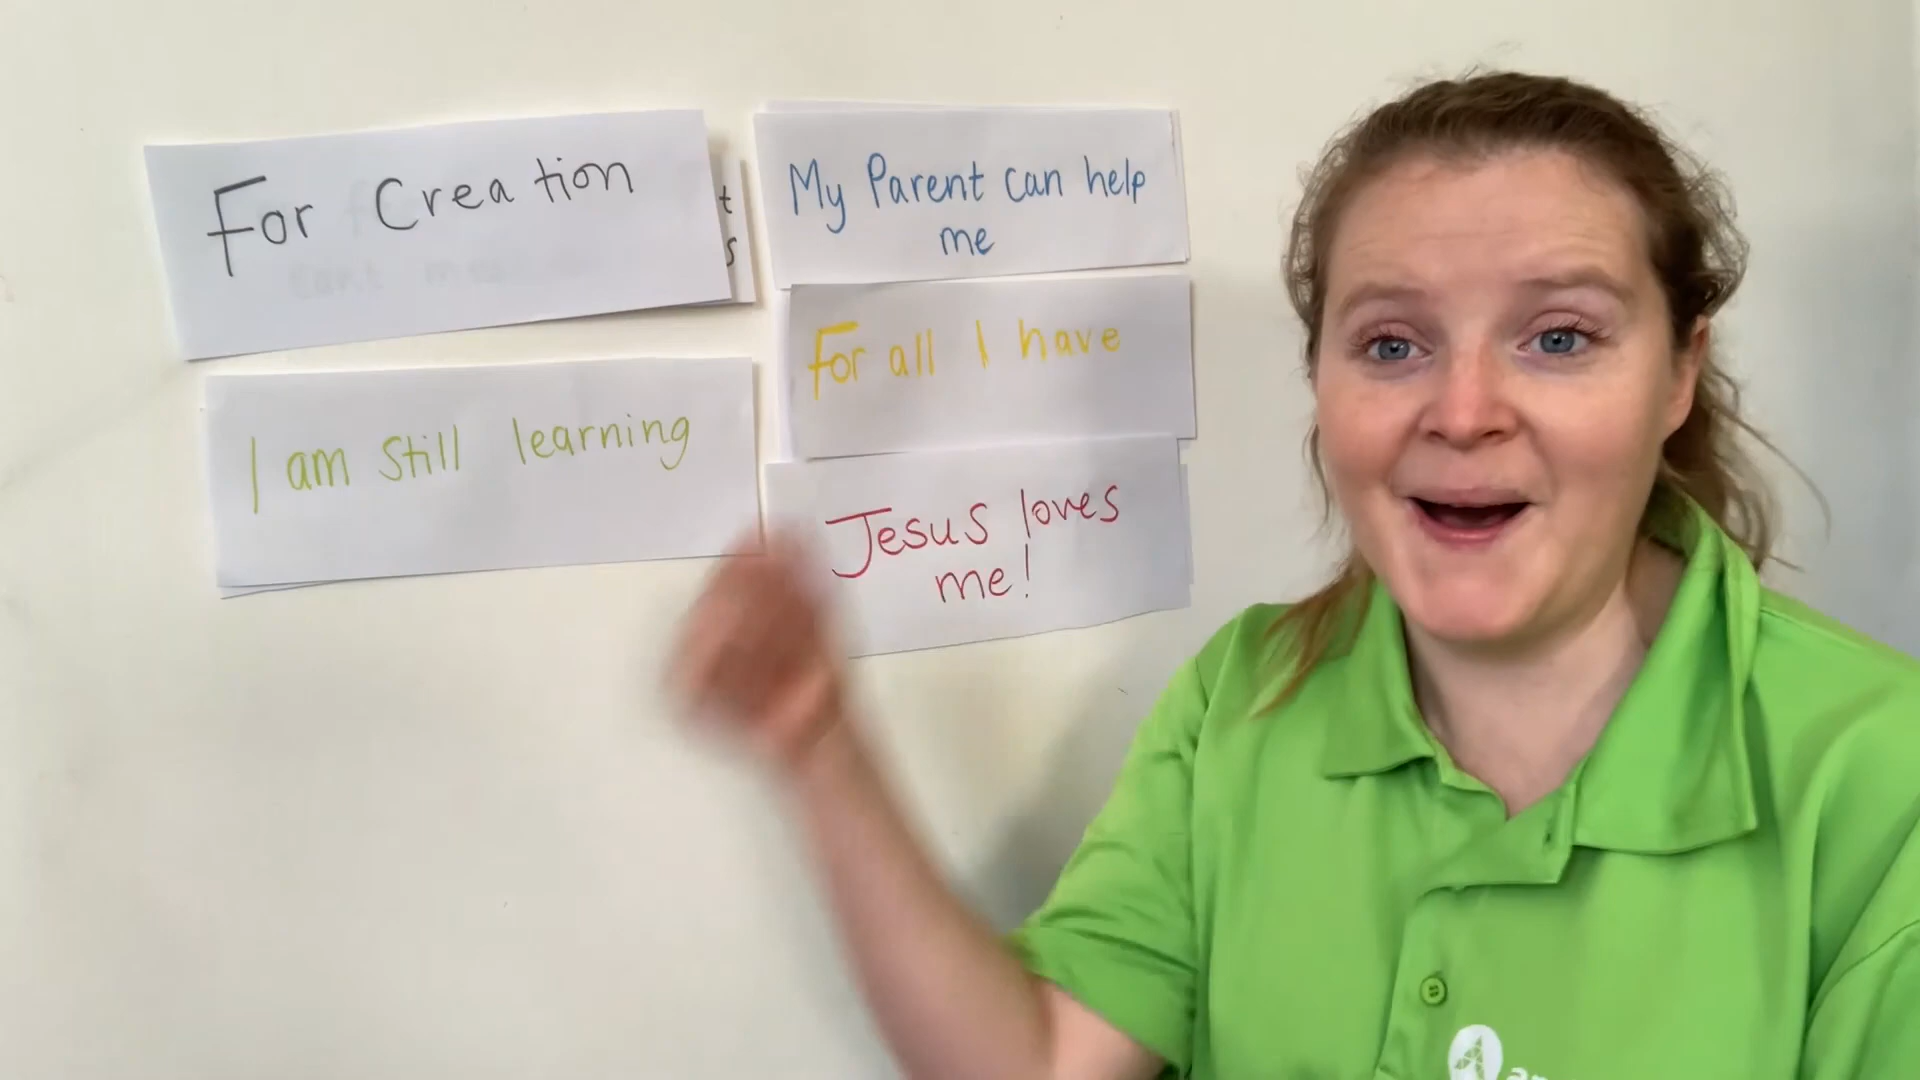 For Creation
t
s
My Parent can help
me
For all I have
I am still learning
Jesus loves
me!